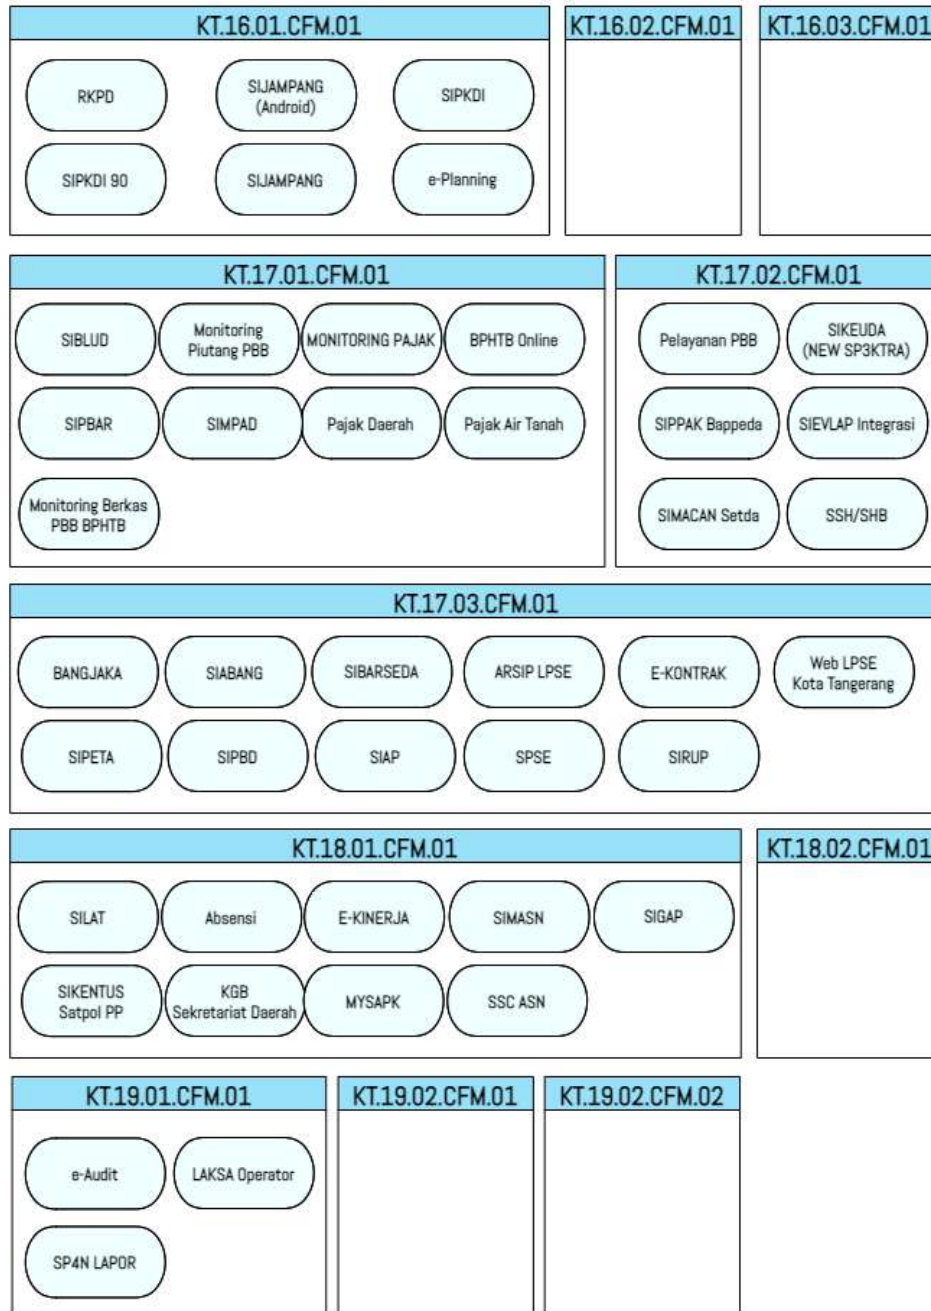 KT.16.01.CFM.01
KT.16.02.CFM.01
KT.16.03.CFM.01
RKPD
SIJAMPANG
(Android)
SIPKDI
SIPKDI 90
SIJAMPANG
e-Planning
KT.17.01.CFM.01
KT.17.02.CFM.01
SIBLUD
Monitoring
Piutang PBB
MONITORING PAJAK
BPHTB Online
Pelayanan PBB
SIKEUDA
(NEW SP3KTRA)
SIPBAR
SIMPAD
Pajak Daerah
Pajak Air Tanah
SIPPAK Bappeda
SIEVLAP Integrasi
Monitoring Berkas
PBB BPHTB
SIMACAN Setda
SSH/SHB
KT.17.03.CFM.01
BANGJAKA
SIABANG
SIBARSEDA
ARSIP LPSE
E-KONTRAK
Web LPSE
Kota Tangerang
SIPETA
SIPBD
SIAP
SPSE
SIRUP
KT.18.01.CFM.01
KT.18.02.CFM.01
SILAT
Absensi
E-KINERJA
SIMASN
SIGAP
SIKENTUS
Satpol PP
KGB
Sekretariat Daerah
MYSAPK
SSC ASN
KT.19.01.CFM.01
KT.19.02.CFM.01
KT.19.02.CFM.02
e-Audit
LAKSA Operator
SP4N LAPOR